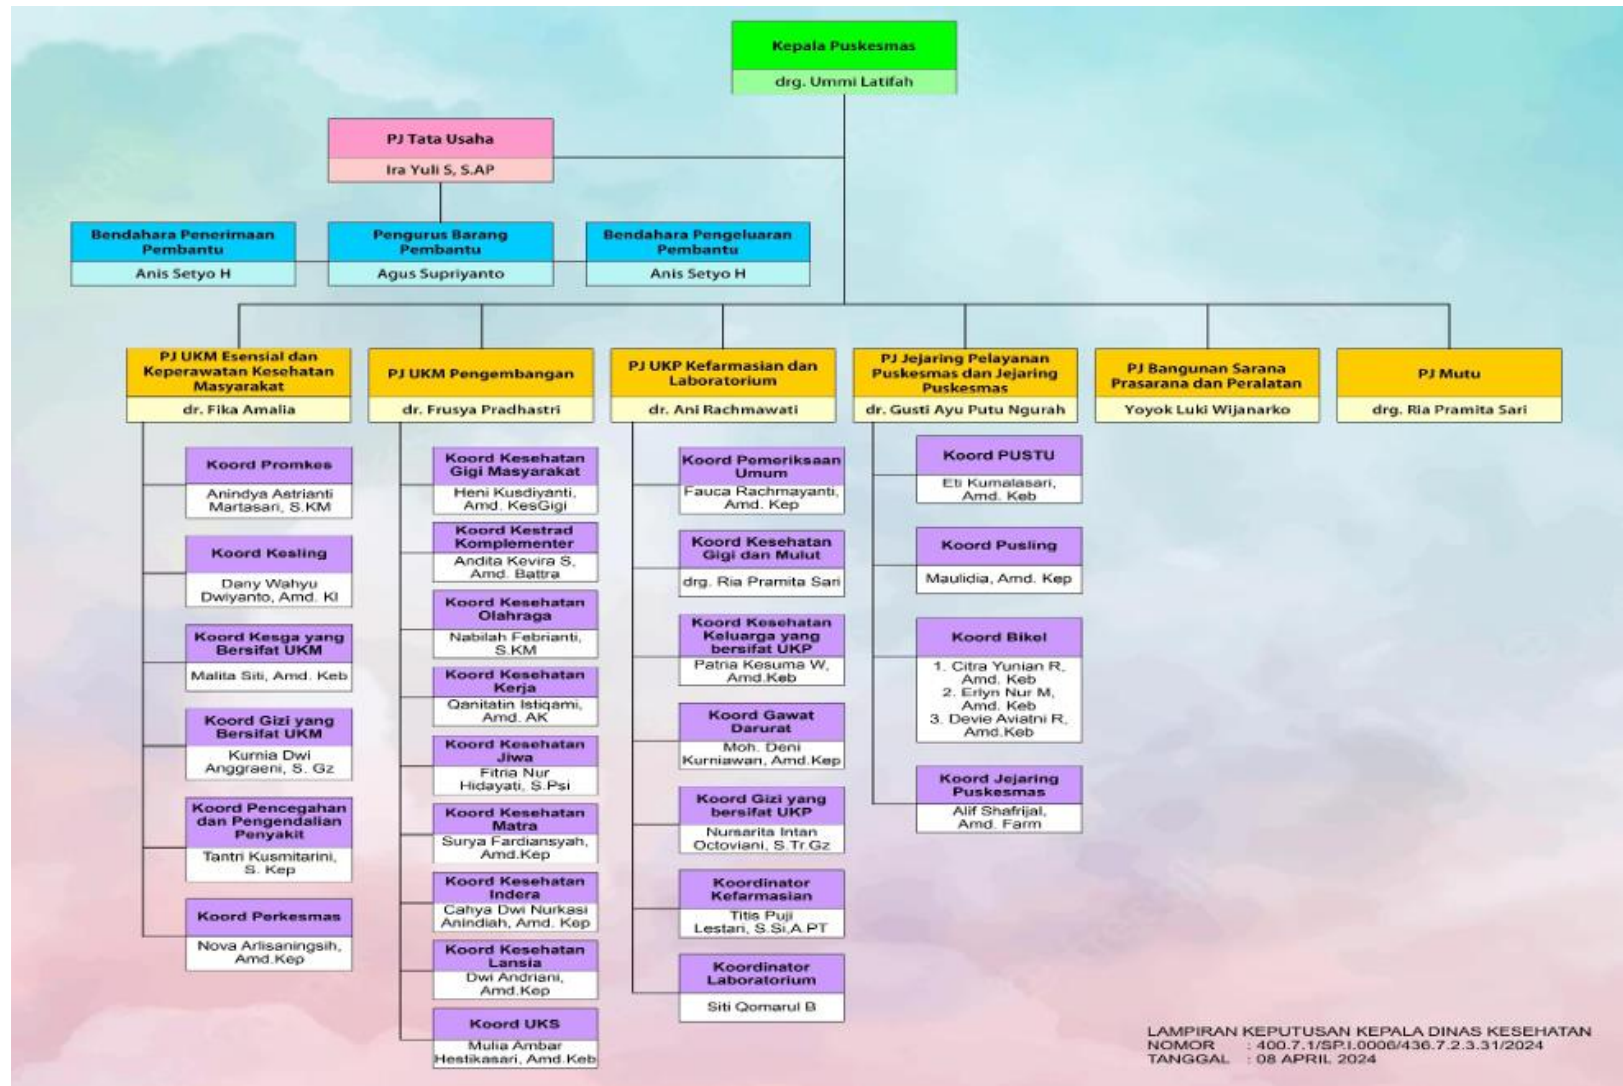 Kepala Puskesmas
drg. Ummi Latifah
PJ Tata Usaha
Ira Yuli S, S.AP
Bendahara Penerimaan
Pembantu
Anis Setyo H
Pengurus Barang
Pembantu
Agus Supriyanto
Bendahara Pengeluaran
Pembantu
Anis Setyo H
PJ UKM Esensial dan
Keperawatan Kesehatan
Masyarakat
dr. Fika Amalia
Koord Promkes
Anindya Astrianti
Martasari, S.KM
Koord Kesling
Dany Wahyu
Dwiyanto, Amd. Kl
Koord Kesga yang
Bersifat UKM
Malita Siti, Amd. Keb
Koord Gizi yang
Bersifat UKM
Kurnia Dwi
Anggraeni, S. Gz
Koord Pencegahan
dan Pengendalian
Penyakit
Tantri Kusmitarini,
S. Kep
Koord Perkesmas
Nova Arlisaningsih,
Amd.Kep
PJ UKM Pengembangan
dr. Frusya Pradhastri
Koord Kesehatan
Gigi Masyarakat
Heni Kusdiyanti,
Amd. KesGigi
Koord Kestrad
Komplementer
Andita Kevira S,
Amd. Battra
Koord Kesehatan
Olahraga
Nabilah Febrianti,
S.KM
Koord Kesehatan
Kerja
Qanitatin Istiqami,
Amd. AK
Koord Kesehatan
Jiwa
Fitria Nur
Hidayati, S.Psi
Koord Kesehatan
Matra
Surya Fardiansyah,
Amd.Kep
Koord Kesehatan
Indera
Cahya Dwi Nurkasi
Anindiah, Amd. Kep
Koord Kesehatan
Lansia
Dwi Andriani,
Amd.Kep
Koord UKS
Mulia Ambar
Hestikasari, Amd.Keb
PJ UKP Kefarmasian dan
Laboratorium
dr. Ani Rachmawati
Koord Pemeriksaan
Umum
Fauca Rachmayanti,
Amd. Kep
Koord Kesehatan
Gigi dan Mulut
drg. Ria Pramita Sari
Koord Kesehatan
Keluarga yang
bersifat UKP
Patria Kesuma W,
Amd.Keb
Koord Gawat
Darurat
Moh. Deni
Kurniawan, Amd.Kep
Koord Gizi yang
bersifat UKP
Nursarita Intan
Octoviani, S.Tr.Gz
Koordinator
Kefarmasian
Titis Puji
Lestari, S.Si,A.PT
Koordinator
Laboratorium
Siti Qomarul B
PJ Jejaring Pelayanan
Puskesmas dan Jejaring
Puskesmas
dr. Gusti Ayu Putu Ngurah
Koord PUSTU
Eti Kumalasari,
Amd. Keb
Koord Pusling
Maulidia, Amd. Kep
Koord Bikel
1. Citra Yunian R,
Amd. Keb
2. Erlyn Nur M,
Amd. Keb
3. Devie Aviatni R,
Amd.Keb
Koord Jejaring
Puskesmas
Alif Shafrijal,
Amd. Farm
PJ Bangunan Sarana
Prasarana dan Peralatan
Yoyok Luki Wijanarko
PJ Mutu
drg. Ria Pramita Sari
LAMPIRAN KEPUTUSAN KEPALA DINAS KESEHATAN
NOMOR : 400.7.1/SP.I.0006/436.7.2.3.31/2024
TANGGAL : 08 APRIL 2024